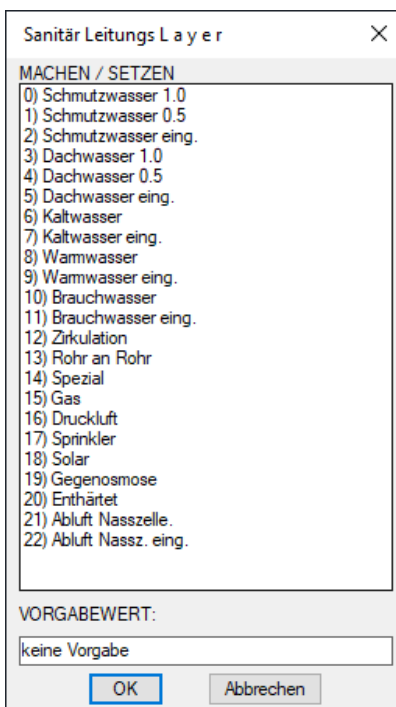 Sanitär Leitungs L a y e r
MACHEN / SETZEN
0) Schmutzwasser 1.0
1) Schmutzwasser 0.5
2) Schmutzwasser eing.
3) Dachwasser 1.0
4) Dachwasser 0.5
5) Dachwasser eing.
6) Kaltwasser
7) Kaltwasser eing.
8) Warmwasser
9) Warmwasser eing.
10) Brauchwasser
11) Brauchwasser eing.
12) Zirkulation
13) Rohr an Rohr
14) Spezial
15) Gas
16) Druckluft
17) Sprinkler
18) Solar
19) Gegenosmose
20) Enthärtet
21) Abluft Nasszelle.
22) Abluft Nassz. eing.
VORGABEWERT:
keine Vorgabe
OK Abbrechen